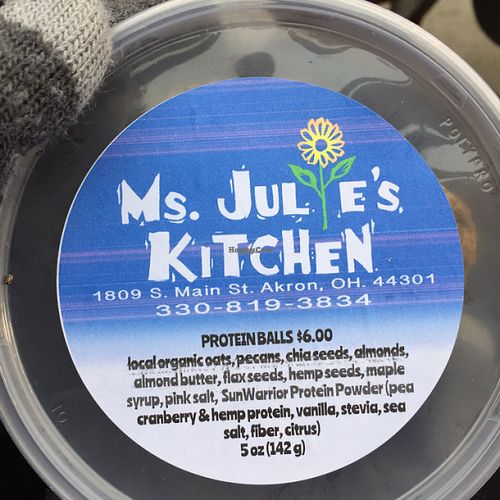 Ms. Julie's
Kitchen
HappyCow
1809 S. Main St. Akron, OH. 44301
330-819-3834
PROTEIN BALLS $6.00
local organic oats, pecans, chia seeds, almonds,
almond butter, flax seeds, hemp seeds, maple
syrup, pink salt, SunWarrior Protein Powder (pea
cranberry & hemp protein, vanilla, stevia, sea
salt, fiber, citrus)
5 oz (142 g)
POLYPRO